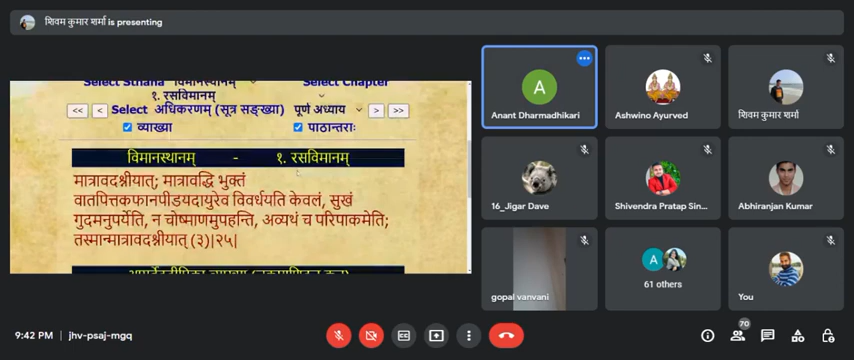 शिवम कुमार शर्मा is presenting
Select Sthana विमानस्थानम्
Select Chapter
१. रसविमानम्
<< < Select अधिकरणम् (सूत्र सङ्ख्या) पूर्ण अध्याय > >>
व्याख्या पाठान्तराः
विमानस्थानम् - १. रसविमानम्
मात्रावदश्नीयात्; मात्रावद्धि भुक्तं
वातपित्तकफानपीडयदायुरेव विवर्धयति केवलं, सुखं
गुदमनुपर्येति, न चोष्माणमुपहन्ति, अव्यथं च परिपाकमेति;
तस्मान्मात्रावदश्नीयात् (३)|२५|
A
Anant Dharmadhikari
Ashwino Ayurved
शिवम कुमार शर्मा
16_Jigar Dave
Shivendra Pratap Sin...
Abhiranjan Kumar
gopal vanvani
A
61 others
You
9:42 PM | jhv-psaj-mgq
70